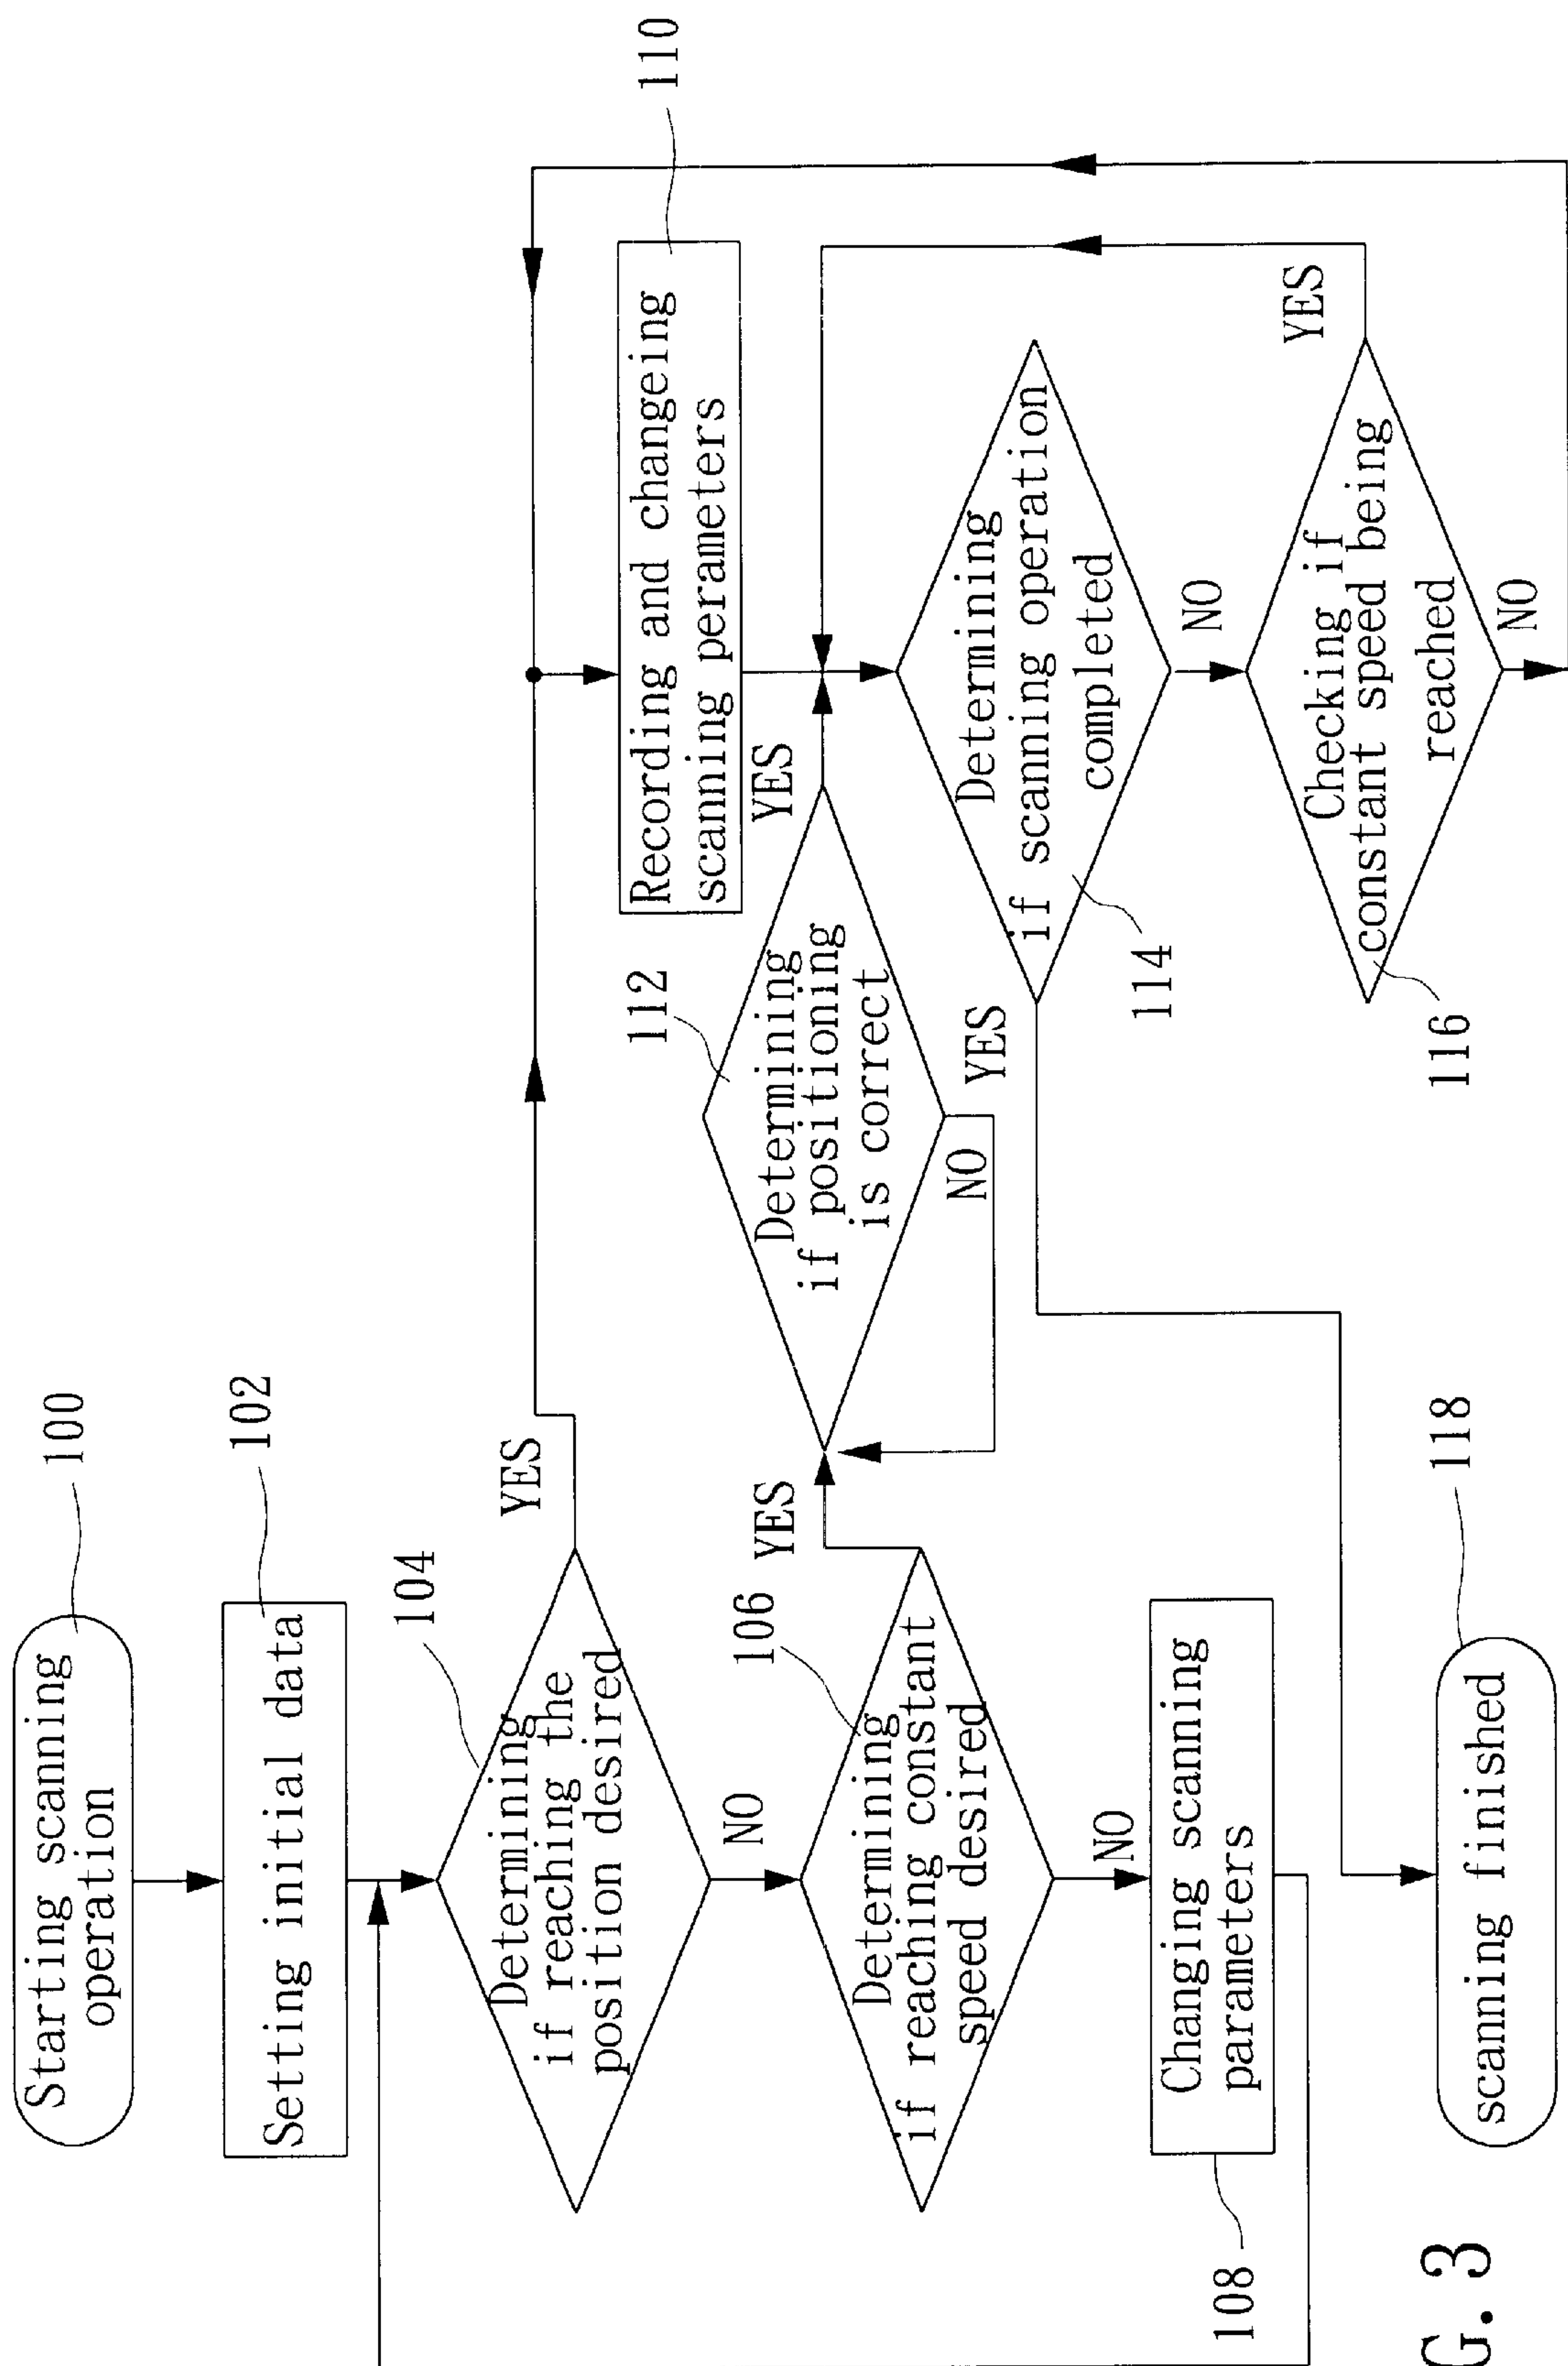 Starting scanning
operation
100
Setting initial data
102
Determining
if reaching the
position desired
104
YES
NO
Determining
if reaching constant
speed desired
106
YES
NO
Changing scanning
parameters
108
Recording and changeing
scanning perameters
110
Determining
if positioning
is correct
112
YES
NO
Determining
if scanning operation
completed
114
YES
NO
Checking if
constant speed being
reached
116
YES
NO
scanning finished
118
G. 3